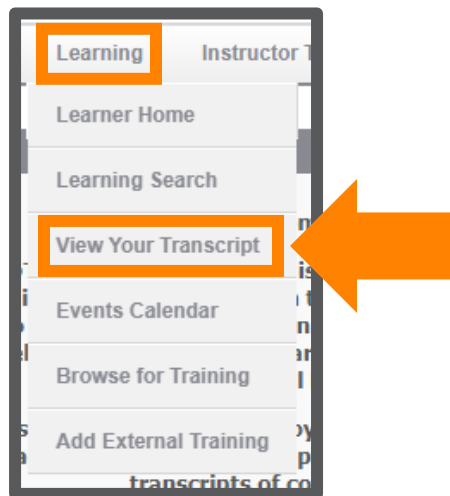 Learning Instructor
Learner Home
Learning Search
View Your Transcript
Events Calendar
Browse for Training
Add External Training
transcripts of